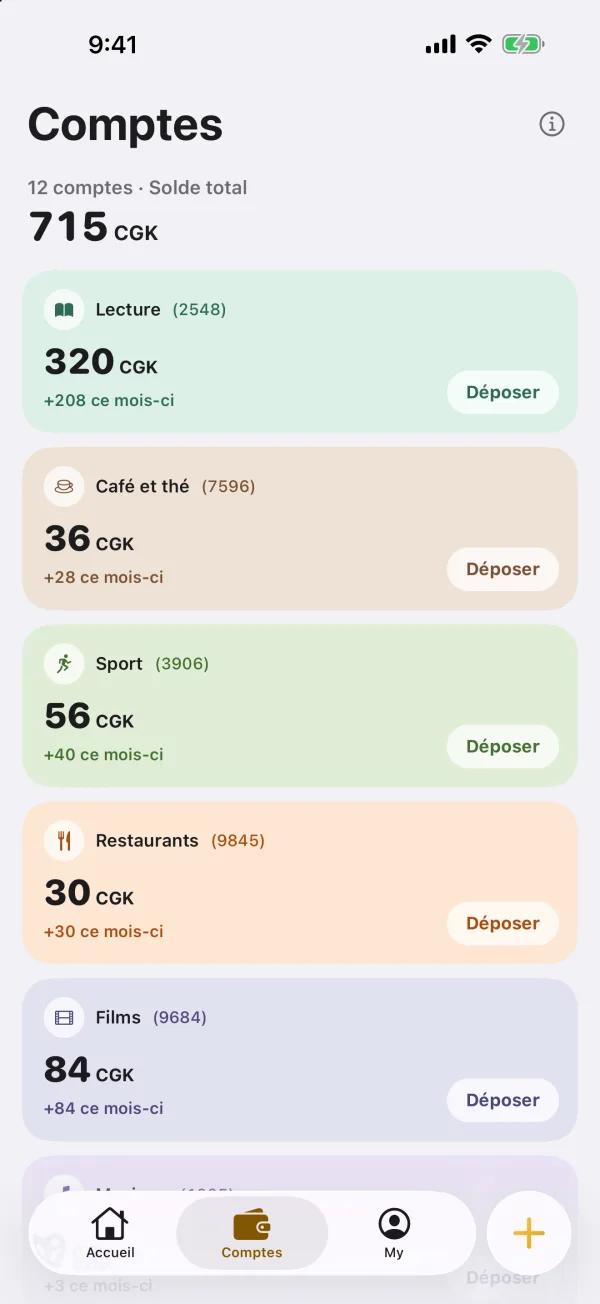 9:41
Comptes
12 comptes · Solde total
715 CGK
Lecture (2548)
320 CGK
+208 ce mois-ci
Déposer
Café et thé (7596)
36 CGK
+28 ce mois-ci
Déposer
Sport (3906)
56 CGK
+40 ce mois-ci
Déposer
Restaurants (9845)
30 CGK
+30 ce mois-ci
Déposer
Films (9684)
84 CGK
+84 ce mois-ci
Déposer
Accueil
Comptes
My
+3 ce mois-ci
Déposer